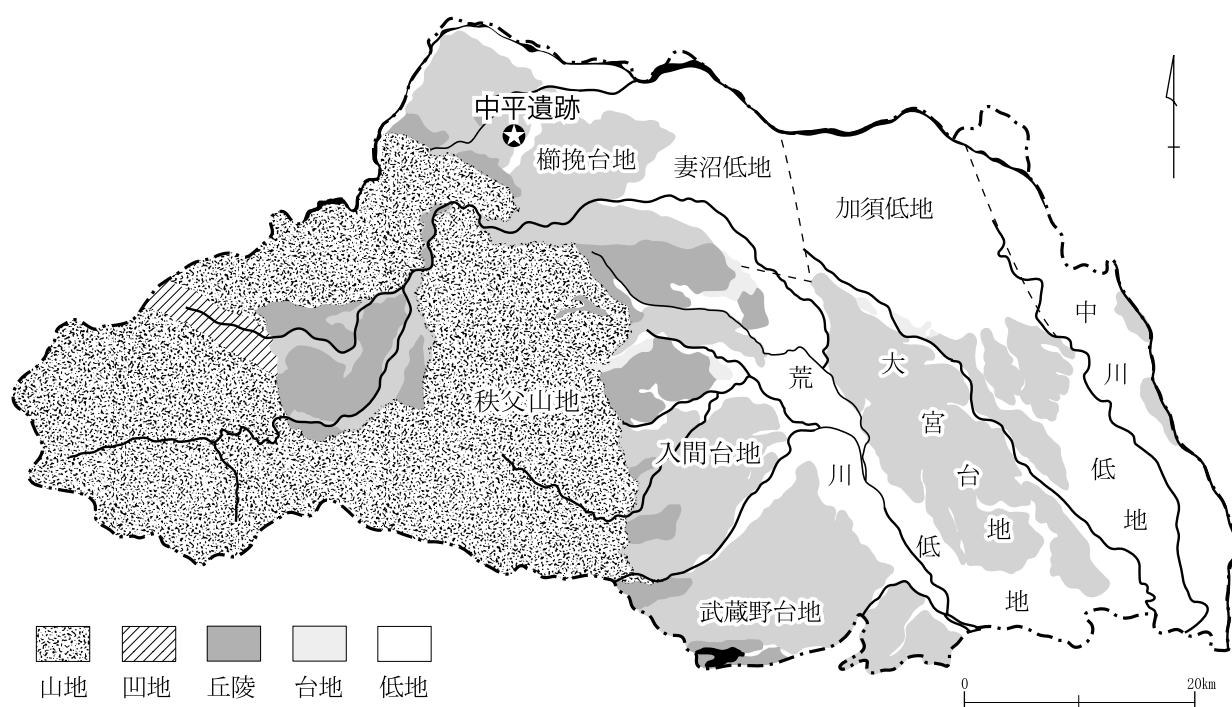 中平遺跡
櫛挽台地
妻沼低地
加須低地
中川低地
大宮台地
荒川低地
秩父山地
入間台地
武蔵野台地
山地
凹地
丘陵
台地
低地
0
20km